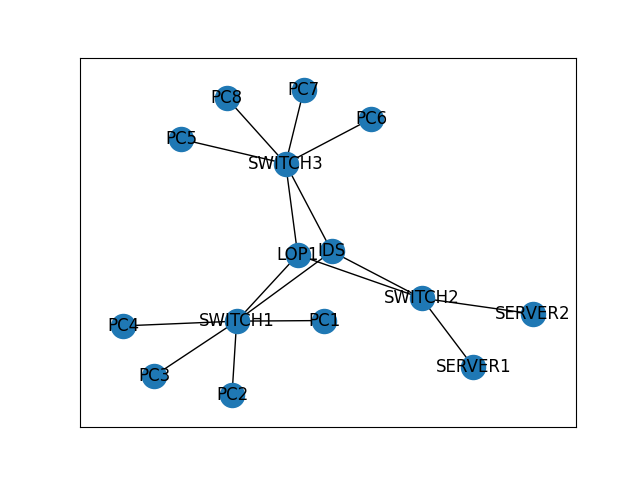 PC7
PC8
PC6
PC5
SWITCH3
LOP1
IDS
SWITCH2
SERVER2
SWITCH1
PC1
PC4
SERVER1
PC3
PC2